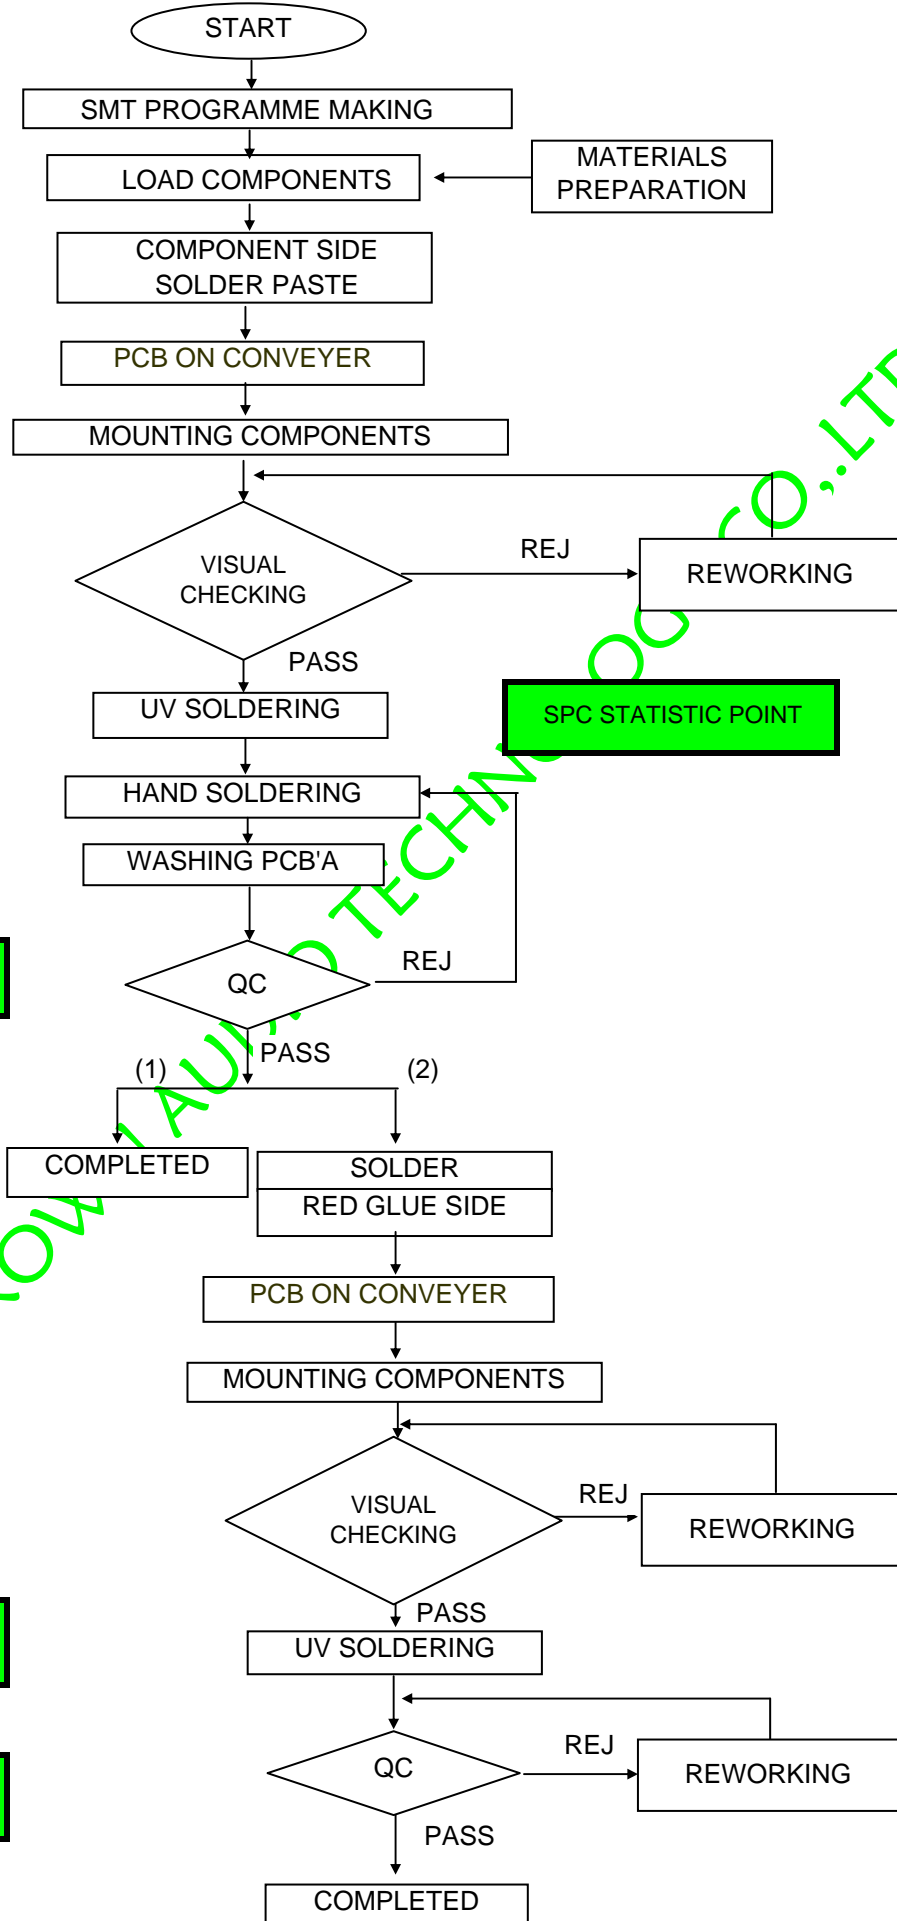 START
SMT PROGRAMME MAKING
LOAD COMPONENTS
MATERIALS
PREPARATION
COMPONENT SIDE
SOLDER PASTE
PCB ON CONVEYER
MOUNTING COMPONENTS
VISUAL
CHECKING
REJ
REWORKING
PASS
UV SOLDERING
SPC STATISTIC POINT
HAND SOLDERING
WASHING PCB'A
QC
REJ
PASS
(1)
(2)
COMPLETED
SOLDER
RED GLUE SIDE
PCB ON CONVEYER
MOUNTING COMPONENTS
VISUAL
CHECKING
REJ
REWORKING
PASS
UV SOLDERING
QC
REJ
REWORKING
PASS
COMPLETED